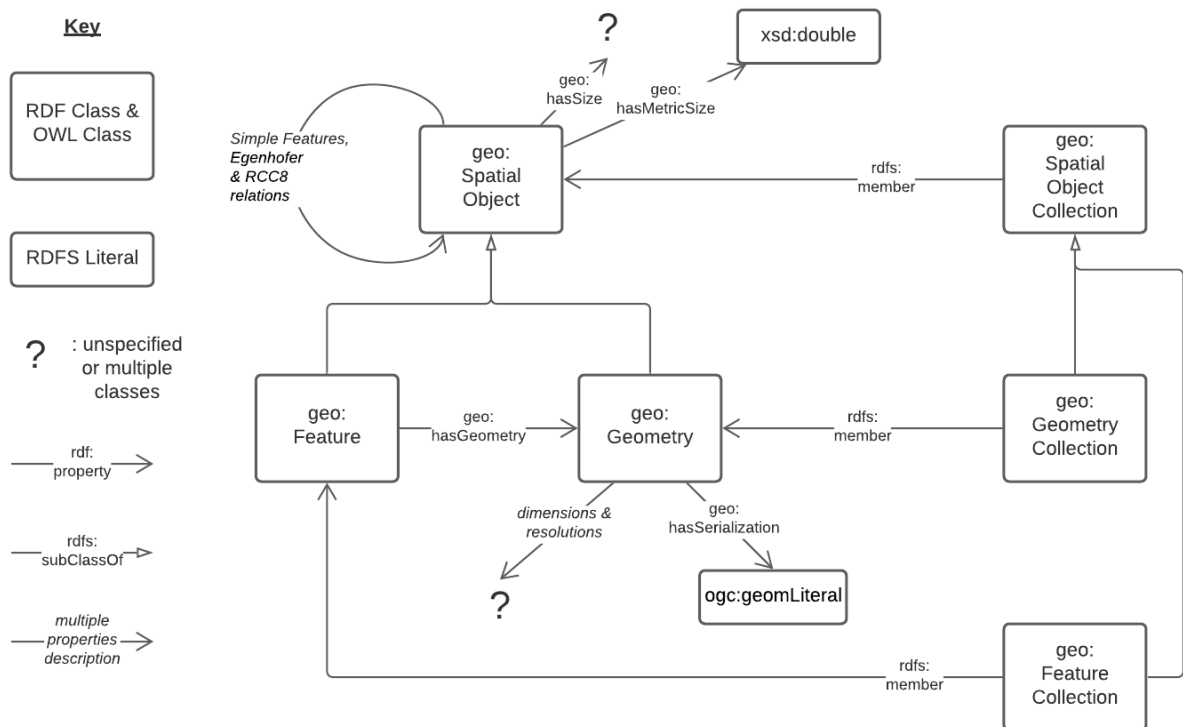 Key
RDF Class &
OWL Class
RDFS Literal
?
: unspecified
or multiple
classes
rdf:
property
rdfs:
subClassOf
multiple
properties
description
?
xsd:double
geo:
hasSize
geo:
hasMetricSize
Simple Features,
Egenhofer
& RCC8
relations
geo:
Spatial
Object
rdfs:
member
geo:
Spatial
Object
Collection
geo:
Feature
geo:
hasGeometry
geo:
Geometry
rdfs:
member
geo:
Geometry
Collection
dimensions &
resolutions
geo:
hasSerialization
?
ogc:geomLiteral
rdfs:
member
geo:
Feature
Collection